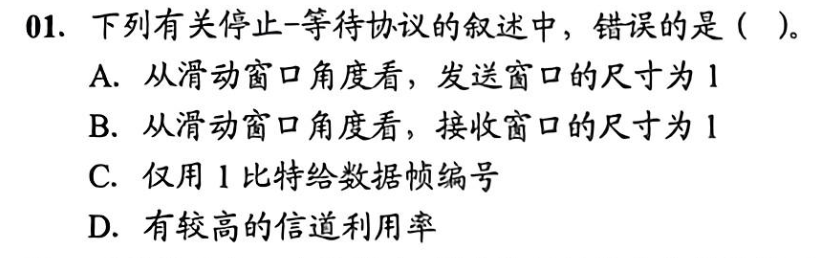 01. 下列有关停止-等待协议的叙述中，错误的是（ ）。
A. 从滑动窗口角度看，发送窗口的尺寸为 1
B. 从滑动窗口角度看，接收窗口的尺寸为 1
C. 仅用 1 比特给数据帧编号
D. 有较高的信道利用率